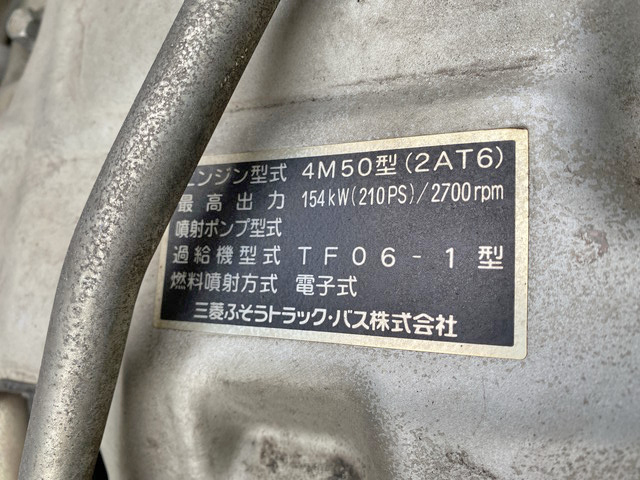 エンジン型式 4M50型(2AT6)
最高出力 154kW(210PS)/2700rpm
噴射ポンプ型式
過給機型式 TF06-1型
燃料噴射方式 電子式
三菱ふそうトラック・バス株式会社